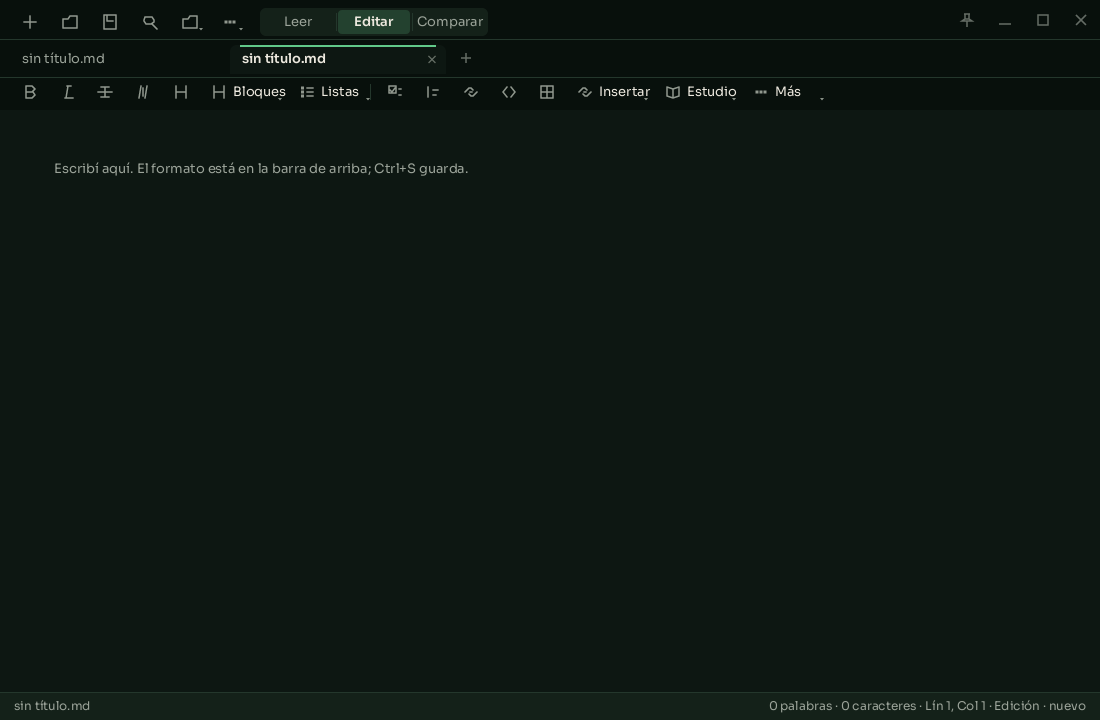 Leer Editar Comparar
sin título.md sin título.md
Bloques Listas Insertar Estudio Más
Escribí aquí. El formato está en la barra de arriba; Ctrl+S guarda.
sin título.md 0 palabras · 0 caracteres · Lín 1, Col 1 · Edición · nuevo